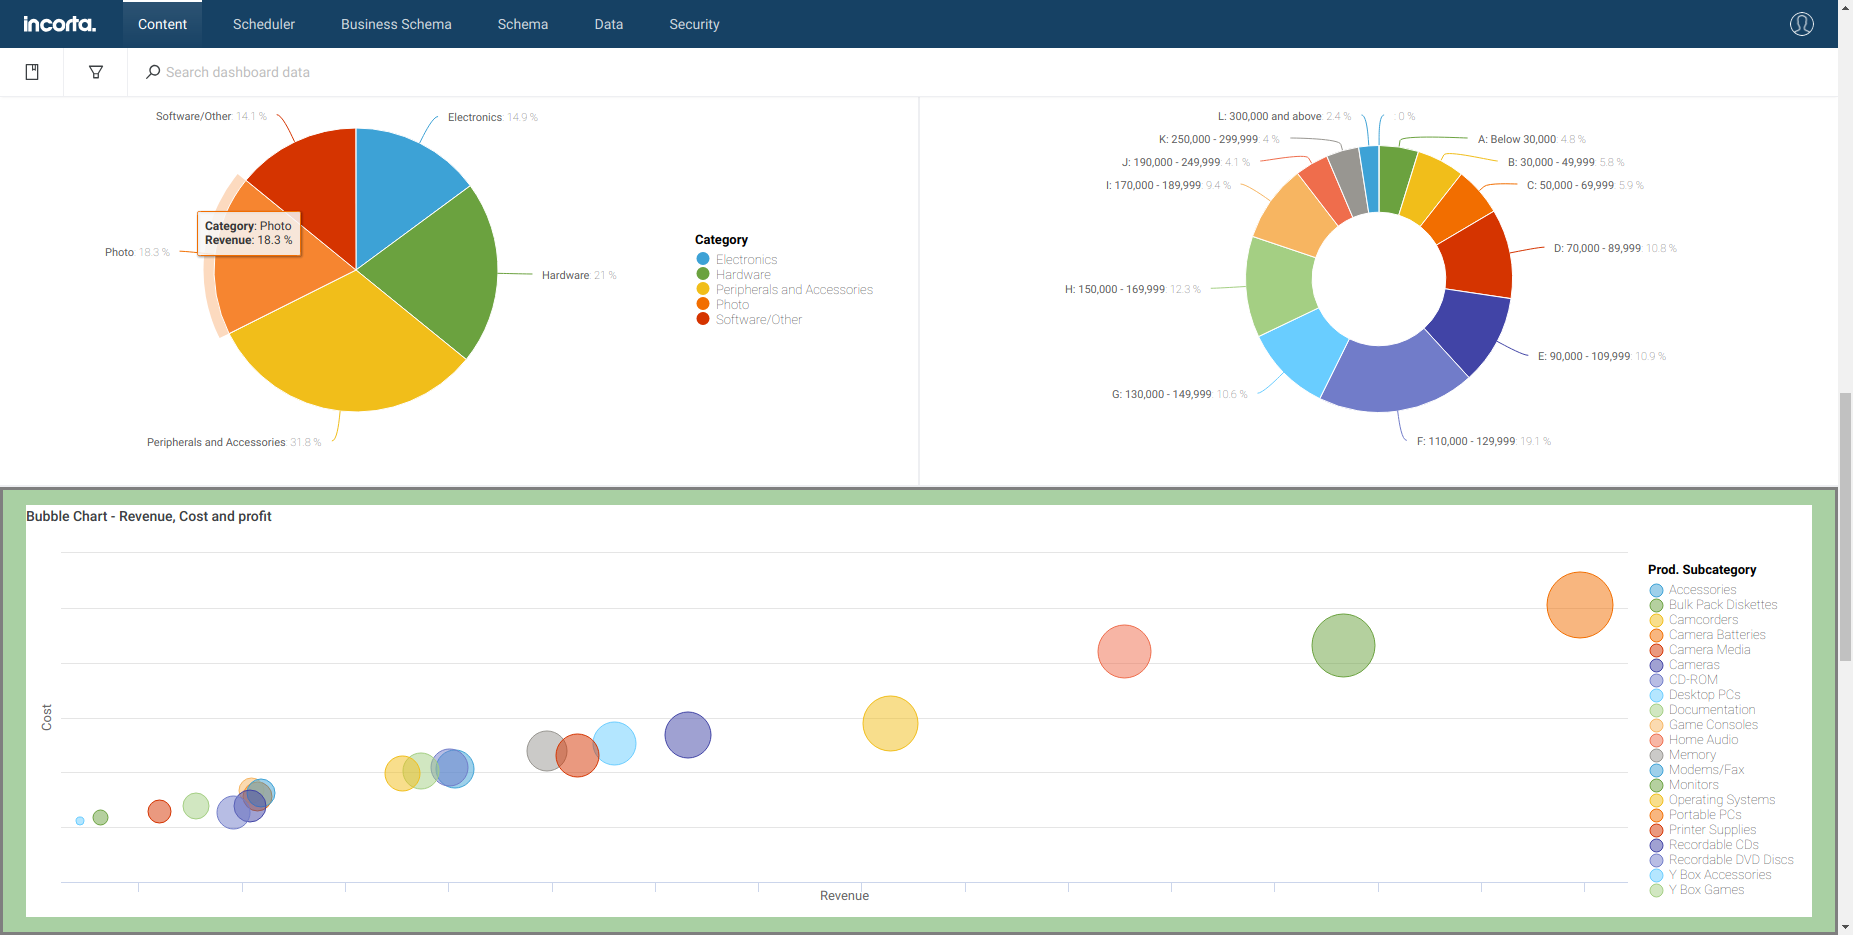 incorta.
Content
Scheduler
Business Schema
Schema
Data
Security
Search dashboard data
Software/Other: 14.1 %
Electronics: 14.9 %
Photo: 18.3 %
Category: Photo
Revenue: 18.3 %
Hardware: 21 %
Peripherals and Accessories: 31.8 %
Category
Electronics
Hardware
Peripherals and Accessories
Photo
Software/Other
L: 300,000 and above: 2.4 %
: 0 %
K: 250,000 - 299,999: 4 %
A: Below 30,000: 4.8 %
J: 190,000 - 249,999: 4.1 %
B: 30,000 - 49,999: 5.8 %
I: 170,000 - 189,999: 9.4 %
C: 50,000 - 69,999: 5.9 %
D: 70,000 - 89,999: 10.8 %
H: 150,000 - 169,999: 12.3 %
E: 90,000 - 109,999: 10.9 %
G: 130,000 - 149,999: 10.6 %
F: 110,000 - 129,999: 19.1 %
Bubble Chart - Revenue, Cost and profit
Cost
Revenue
Prod. Subcategory
Accessories
Bulk Pack Diskettes
Camcorders
Camera Batteries
Camera Media
Cameras
CD-ROM
Desktop PCs
Documentation
Game Consoles
Home Audio
Memory
Modems/Fax
Monitors
Operating Systems
Portable PCs
Printer Supplies
Recordable CDs
Recordable DVD Discs
Y Box Accessories
Y Box Games